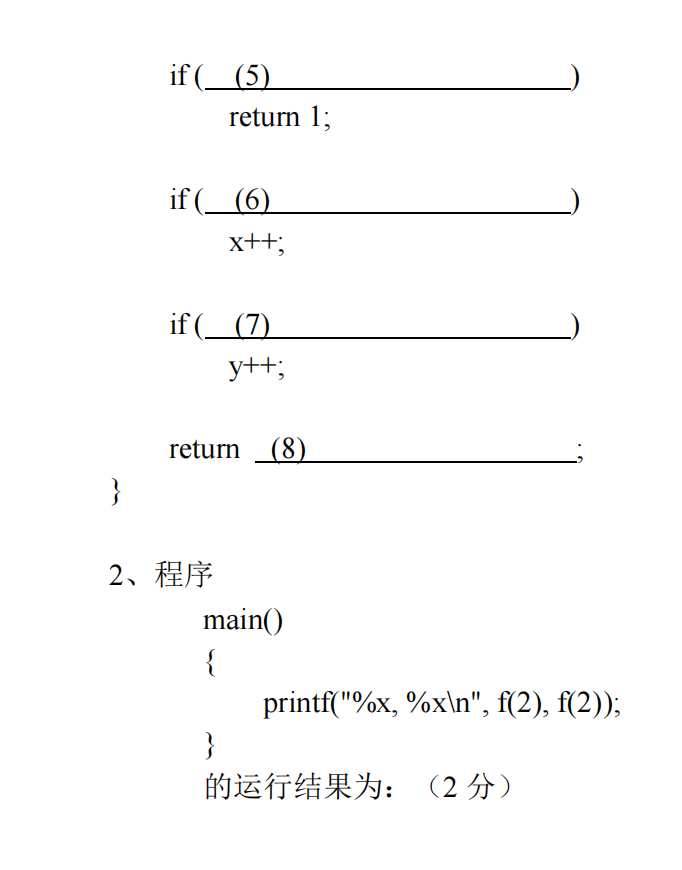 if ( (5) )
return 1;
if ( (6) )
x++;
if ( (7) )
y++;
return (8) ;
}
2、程序
main()
{
printf("%x, %x\n", f(2), f(2));
}
的运行结果为：（2 分）